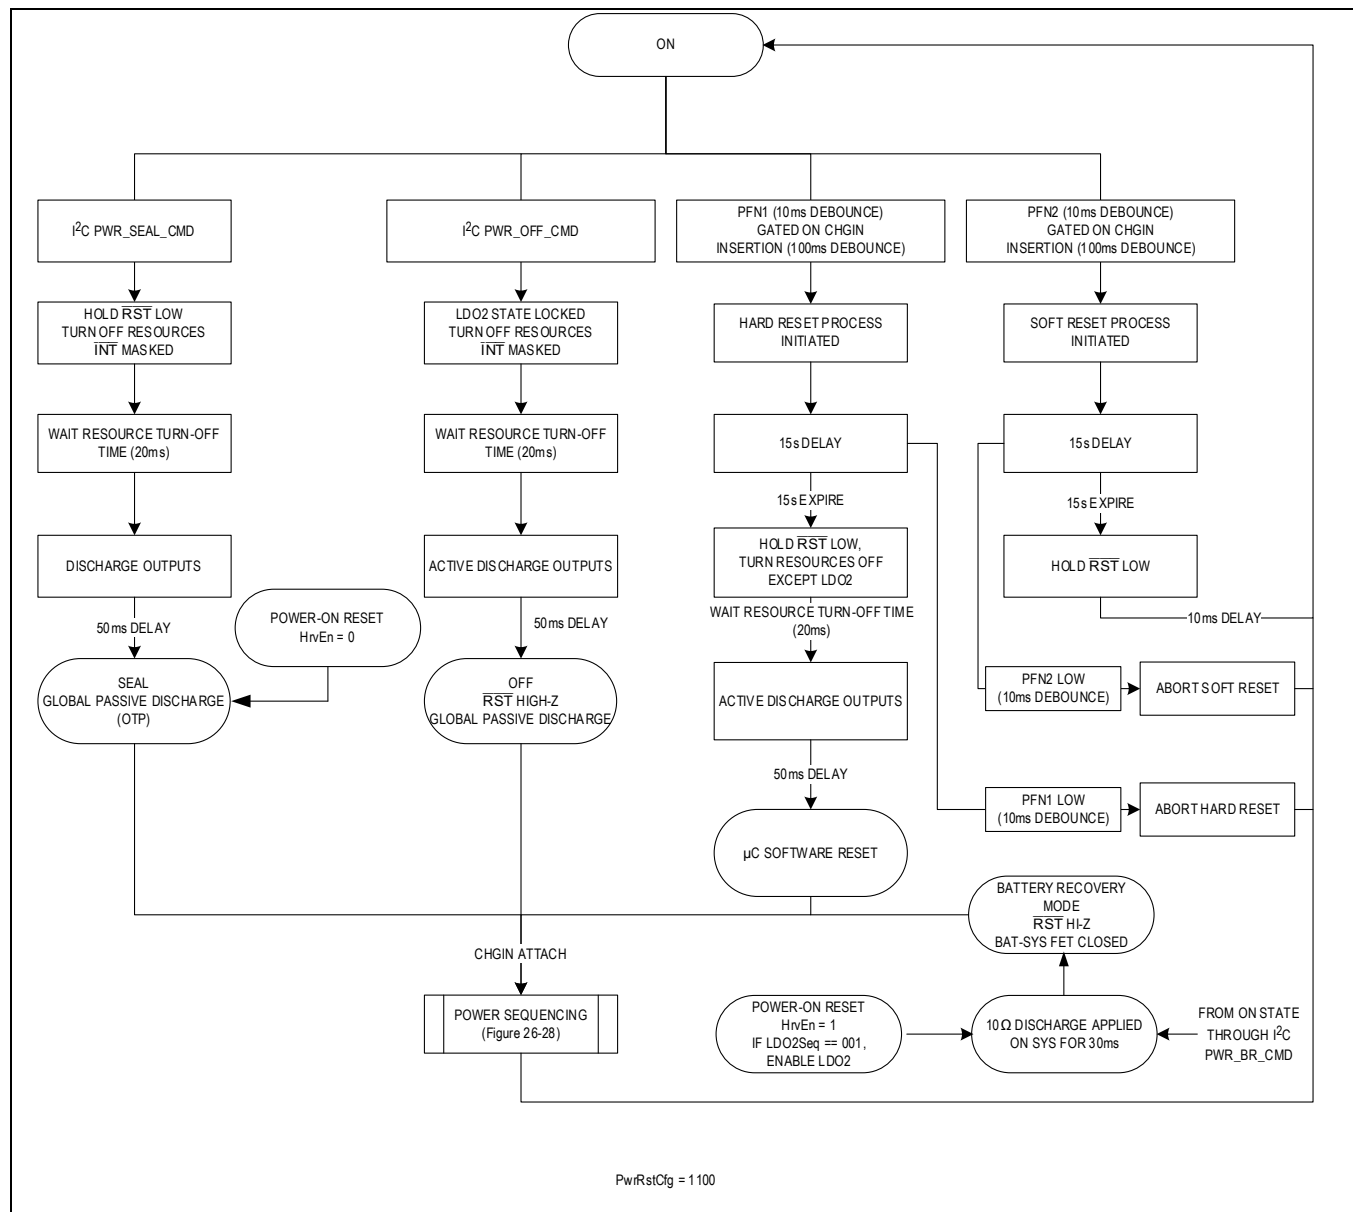 ON
I²C PWR_SEAL_CMD
I²C PWR_OFF_CMD
PFN1 (10ms DEBOUNCE)
GATED ON CHGIN
INSERTION (100ms DEBOUNCE)
PFN2 (10ms DEBOUNCE)
GATED ON CHGIN
INSERTION (100ms DEBOUNCE)
HOLD R̅S̅T̅ LOW
TURN OFF RESOURCES
I̅N̅T̅ MASKED
LDO2 STATE LOCKED
TURN OFF RESOURCES
I̅N̅T̅ MASKED
HARD RESET PROCESS
INITIATED
SOFT RESET PROCESS
INITIATED
WAIT RESOURCE TURN-OFF
TIME (20ms)
WAIT RESOURCE TURN-OFF
TIME (20ms)
15s DELAY
15s DELAY
15s EXPIRE
15s EXPIRE
DISCHARGE OUTPUTS
ACTIVE DISCHARGE OUTPUTS
HOLD R̅S̅T̅ LOW,
TURN RESOURCES OFF
EXCEPT LDO2
HOLD R̅S̅T̅ LOW
WAIT RESOURCE TURN-OFF TIME
(20ms)
10ms DELAY
50ms DELAY
POWER-ON RESET
HrvEn = 0
50ms DELAY
SEAL
GLOBAL PASSIVE DISCHARGE
(OTP)
OFF
R̅S̅T̅ HIGH-Z
GLOBAL PASSIVE DISCHARGE
ACTIVE DISCHARGE OUTPUTS
PFN2 LOW
(10ms DEBOUNCE)
ABORT SOFT RESET
50ms DELAY
PFN1 LOW
(10ms DEBOUNCE)
ABORT HARD RESET
µC SOFTWARE RESET
BATTERY RECOVERY
MODE
R̅S̅T̅ HI-Z
BAT-SYS FET CLOSED
CHGIN ATTACH
POWER SEQUENCING
(Figure 26-28)
POWER-ON RESET
HrvEn = 1
IF LDO2Seq == 001,
ENABLE LDO2
10Ω DISCHARGE APPLIED
ON SYS FOR 30ms
FROM ON STATE
THROUGH I²C
PWR_BR_CMD
PwrRstCfg = 1100